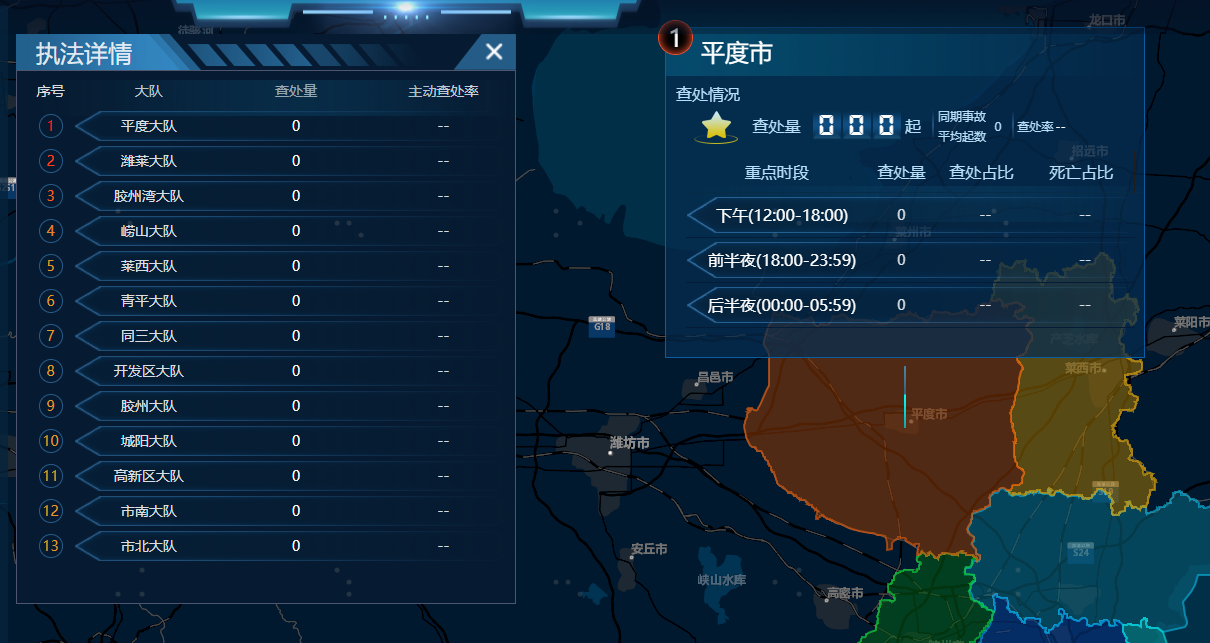 执法详情
序号 大队 查处量 主动查处率
1 平度大队 0 --
2 潍莱大队 0 --
3 胶州湾大队 0 --
4 崂山大队 0 --
5 莱西大队 0 --
6 青平大队 0 --
7 同三大队 0 --
8 开发区大队 0 --
9 胶州大队 0 --
10 城阳大队 0 --
11 高新区大队 0 --
12 市南大队 0 --
13 市北大队 0 --
1 平度市
查处情况
查处量 000 起 同期事故 0 查处率 --
平均起数
重点时段 查处量 查处占比 死亡占比
下午(12:00-18:00) 0 -- --
前半夜(18:00-23:59) 0 -- --
后半夜(00:00-05:59) 0 -- --
龙口市
招远市
莱州市
莱阳市
产芝水库
莱西市
G18
昌邑市
平度市
潍坊市
安丘市
峡山水库
高密市
S24